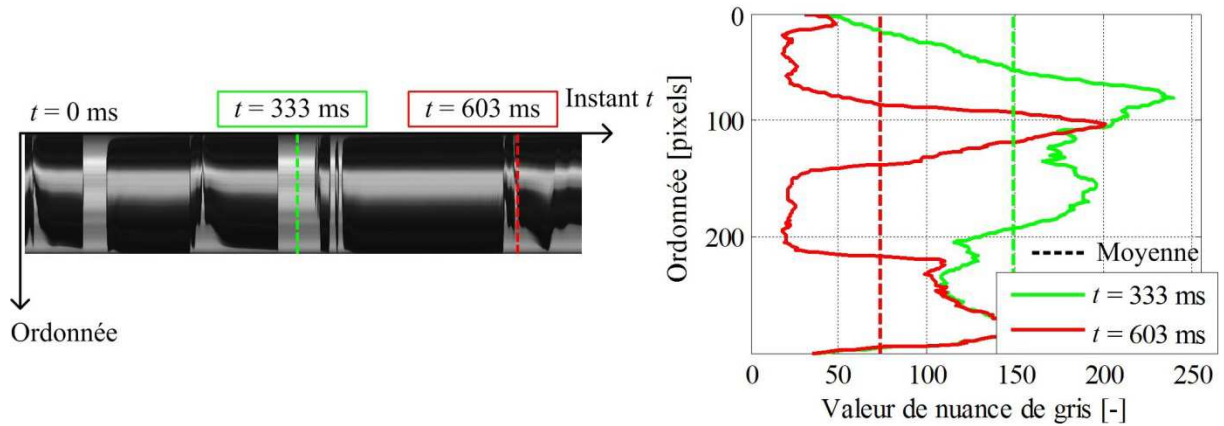 t = 0 ms
t = 333 ms
t = 603 ms
Instant t
Ordonnée
0
100
200
Ordonnée [pixels]
Moyenne
t = 333 ms
t = 603 ms
0
50
100
150
200
250
Valeur de nuance de gris [-]